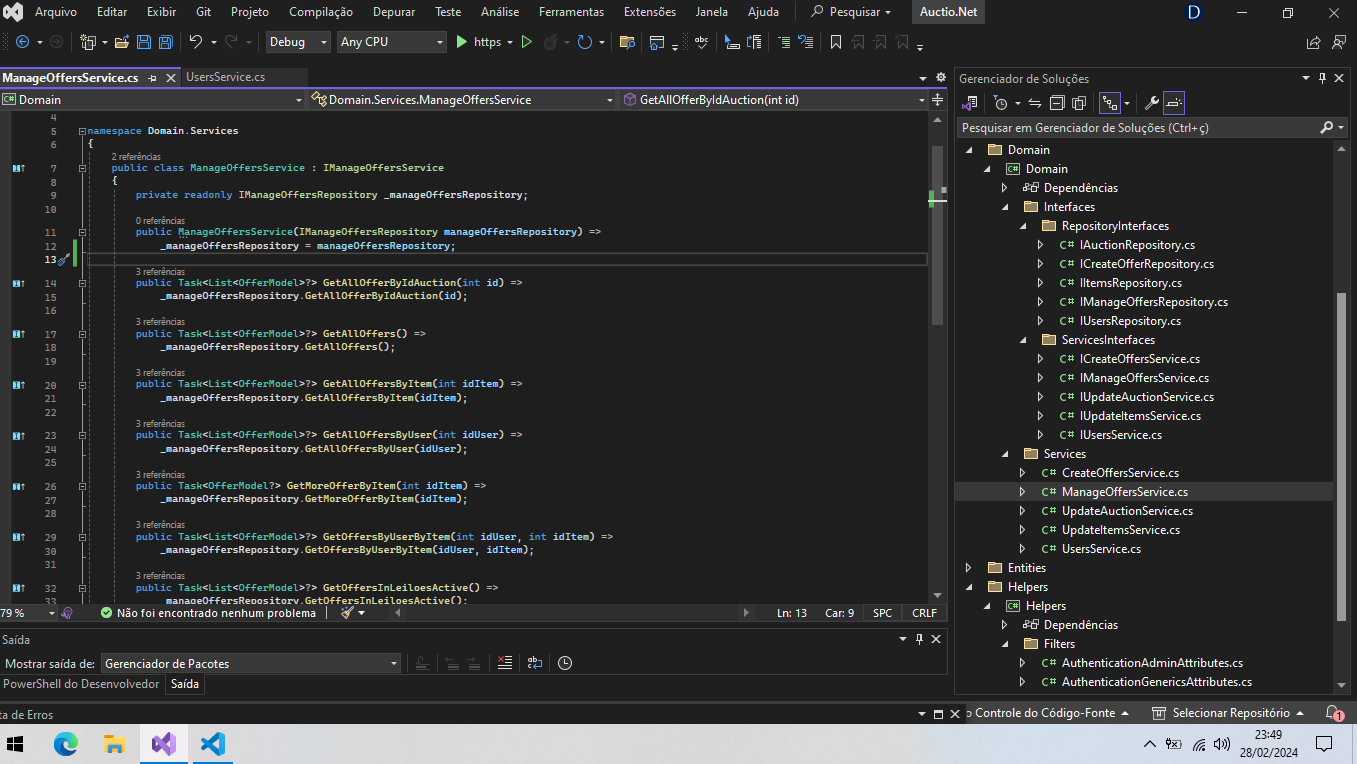 Arquivo Editar Exibir Git Projeto Compilação Depurar Teste Análise Ferramentas Extensões Janela Ajuda Pesquisar Auctio.Net D
Debug Any CPU https
ManageOffersService.cs UsersService.cs
C# Domain Domain.Services.ManageOffersService GetAllOfferByIdAuction(int id)
4
5 namespace Domain.Services
6 {
2 referências
7 public class ManageOffersService : IManageOffersService
8 {
9 private readonly IManageOffersRepository _manageOffersRepository;
10
0 referências
11 public ManageOffersService(IManageOffersRepository manageOffersRepository) =>
12 _manageOffersRepository = manageOffersRepository;
13
3 referências
14 public Task<List<OfferModel>?> GetAllOfferByIdAuction(int id) =>
15 _manageOffersRepository.GetAllOfferByIdAuction(id);
16
3 referências
17 public Task<List<OfferModel>?> GetAllOffers() =>
18 _manageOffersRepository.GetAllOffers();
19
3 referências
20 public Task<List<OfferModel>?> GetAllOffersByItem(int idItem) =>
21 _manageOffersRepository.GetAllOffersByItem(idItem);
22
3 referências
23 public Task<List<OfferModel>?> GetAllOffersByUser(int idUser) =>
24 _manageOffersRepository.GetAllOffersByUser(idUser);
25
3 referências
26 public Task<OfferModel?> GetMoreOfferByItem(int idItem) =>
27 _manageOffersRepository.GetMoreOfferByItem(idItem);
28
3 referências
29 public Task<List<OfferModel>?> GetOffersByUserByItem(int idUser, int idItem) =>
30 _manageOffersRepository.GetOffersByUserByItem(idUser, idItem);
31
3 referências
32 public Task<List<OfferModel>?> GetOffersInLeiloesActive() =>
33 _manageOffersRepository.GetOffersInLeiloesActive();
79 % Não foi encontrado nenhum problema Ln: 13 Car: 9 SPC CRLF
Saída
Mostrar saída de: Gerenciador de Pacotes
PowerShell do Desenvolvedor Saída
ta de Erros
Gerenciador de Soluções
Pesquisar em Gerenciador de Soluções (Ctrl+ç)
Domain
C# Domain
Dependências
Interfaces
RepositoryInterfaces
C# IAuctionRepository.cs
C# ICreateOfferRepository.cs
C# IItemsRepository.cs
C# IManageOffersRepository.cs
C# IUsersRepository.cs
ServicesInterfaces
C# ICreateOffersService.cs
C# IManageOffersService.cs
C# IUpdateAuctionService.cs
C# IUpdateItemsService.cs
C# IUsersService.cs
Services
C# CreateOffersService.cs
C# ManageOffersService.cs
C# UpdateAuctionService.cs
C# UpdateItemsService.cs
C# UsersService.cs
Entities
Helpers
C# Helpers
Dependências
Filters
C# AuthenticationAdminAttributes.cs
C# AuthenticationGenericsAttributes.cs
o Controle do Código-Fonte Selecionar Repositório 1
23:49
28/02/2024